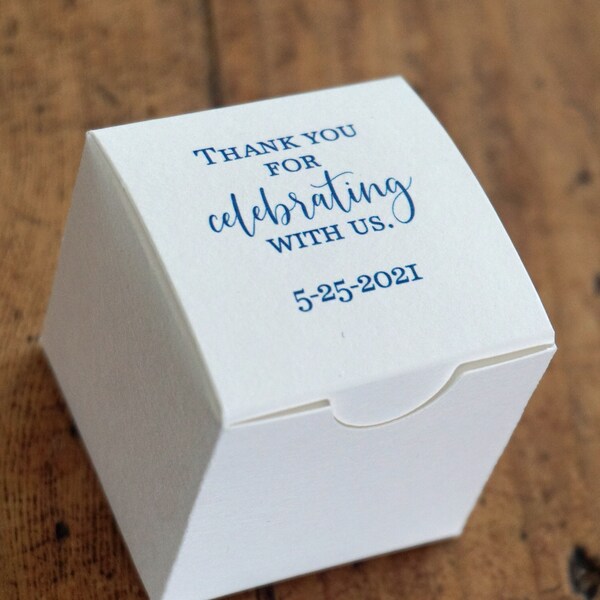 THANK YOU
FOR
celebrating
WITH US.
5-25-2021